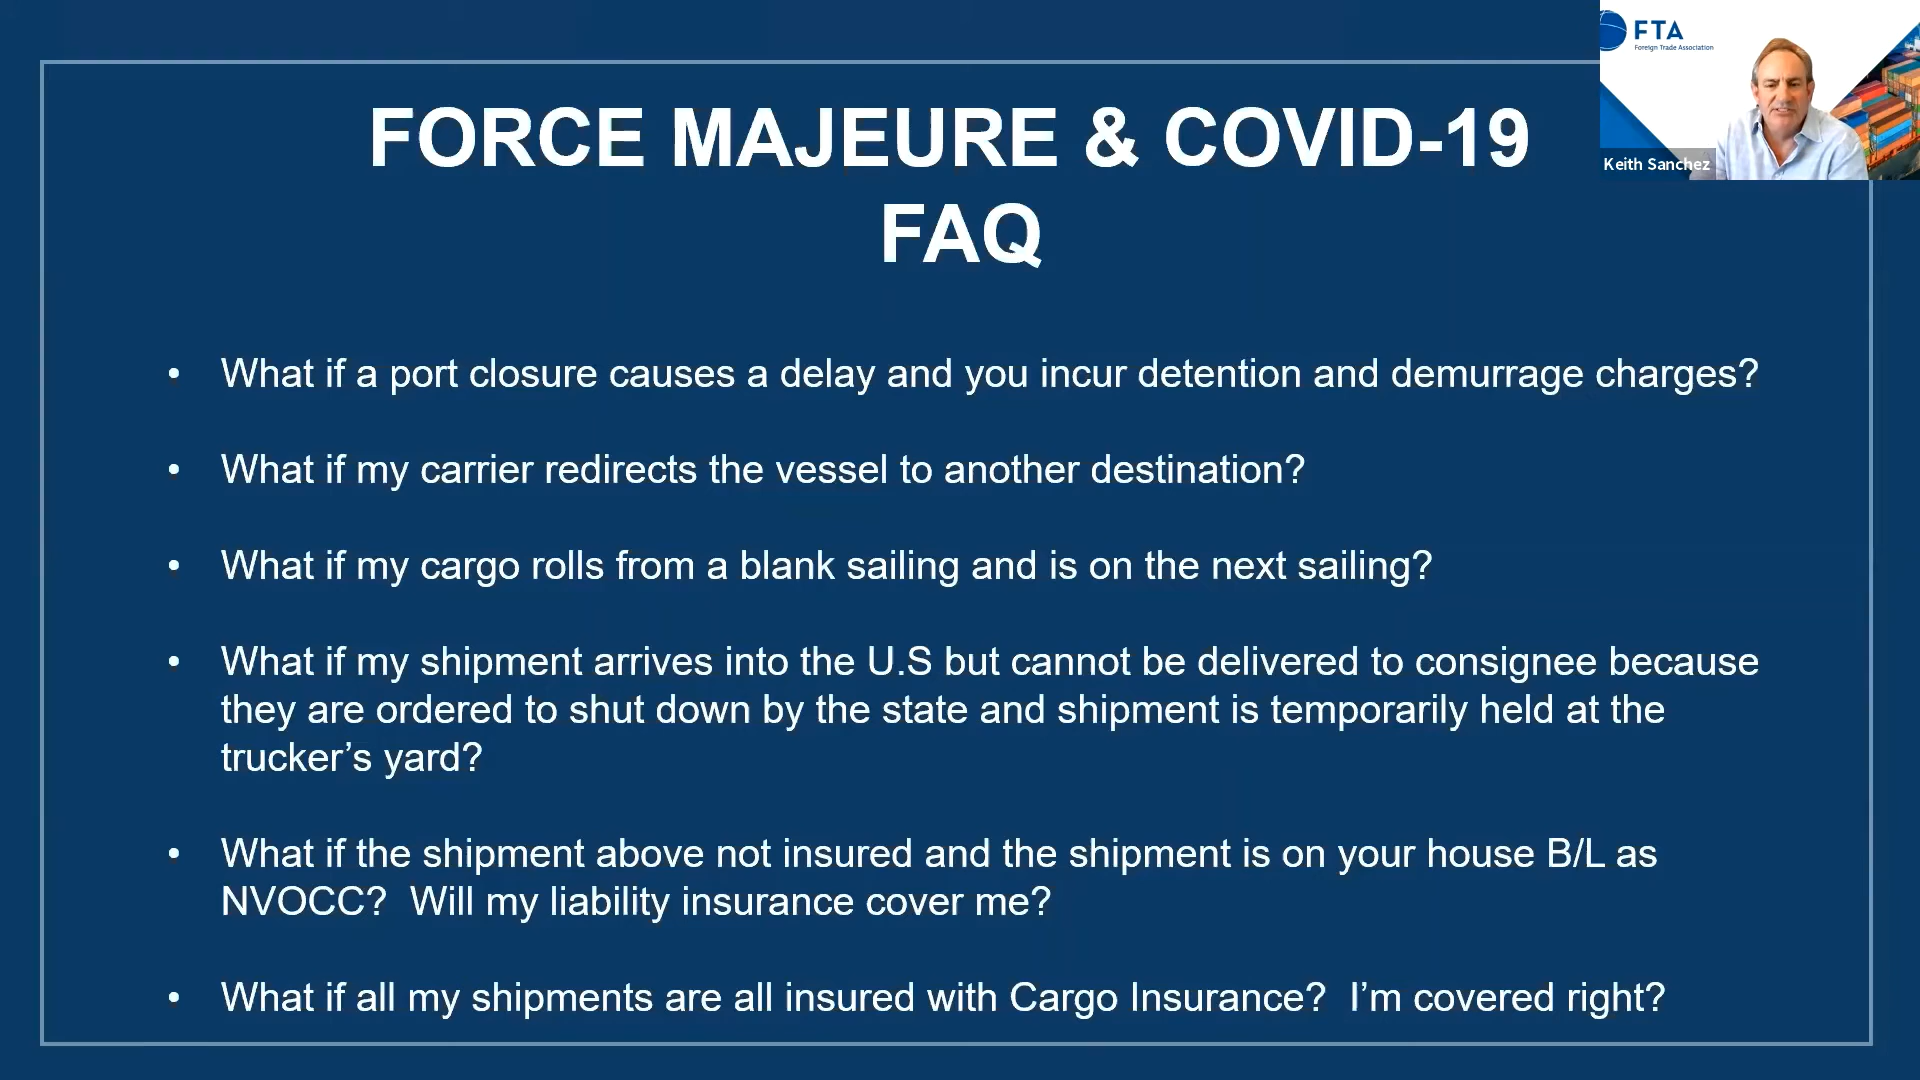 FTA
Foreign Trade Association
Keith Sanchez
FORCE MAJEURE & COVID-19
FAQ
• What if a port closure causes a delay and you incur detention and demurrage charges?
• What if my carrier redirects the vessel to another destination?
• What if my cargo rolls from a blank sailing and is on the next sailing?
• What if my shipment arrives into the U.S but cannot be delivered to consignee because
they are ordered to shut down by the state and shipment is temporarily held at the
trucker’s yard?
• What if the shipment above not insured and the shipment is on your house B/L as
NVOCC?  Will my liability insurance cover me?
• What if all my shipments are all insured with Cargo Insurance?  I’m covered right?